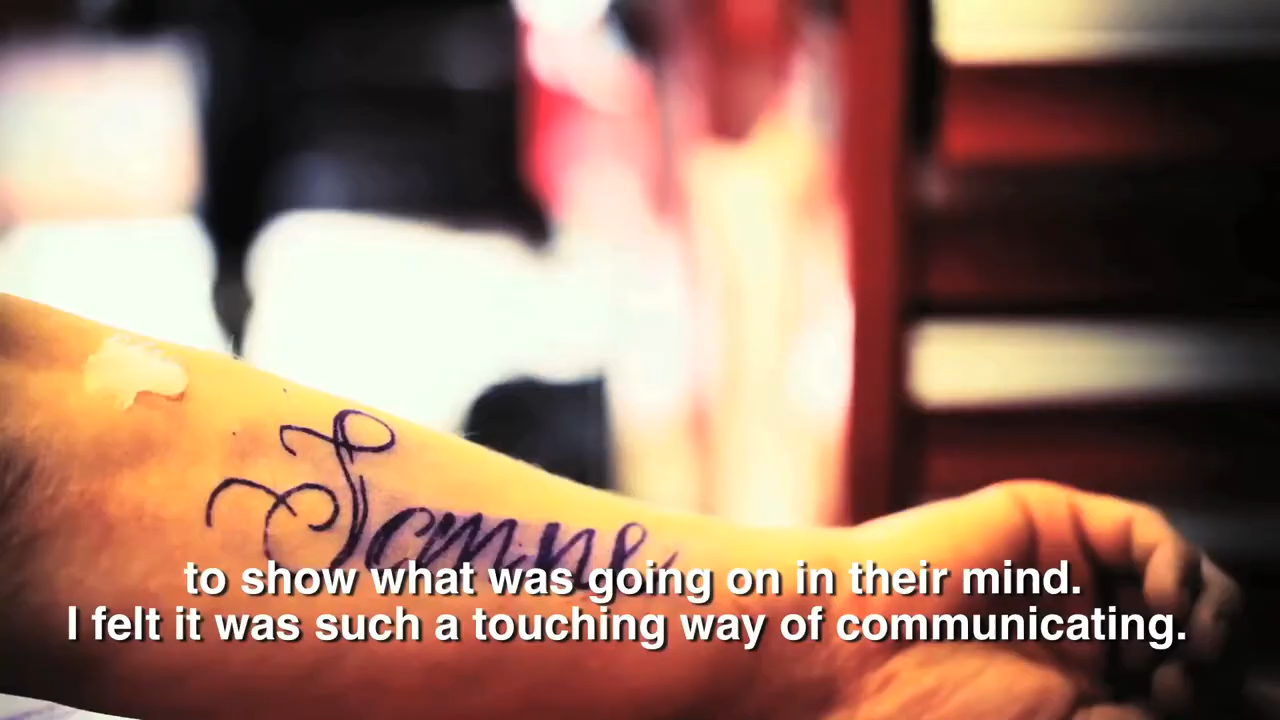 to show what was going on in their mind.
I felt it was such a touching way of communicating.